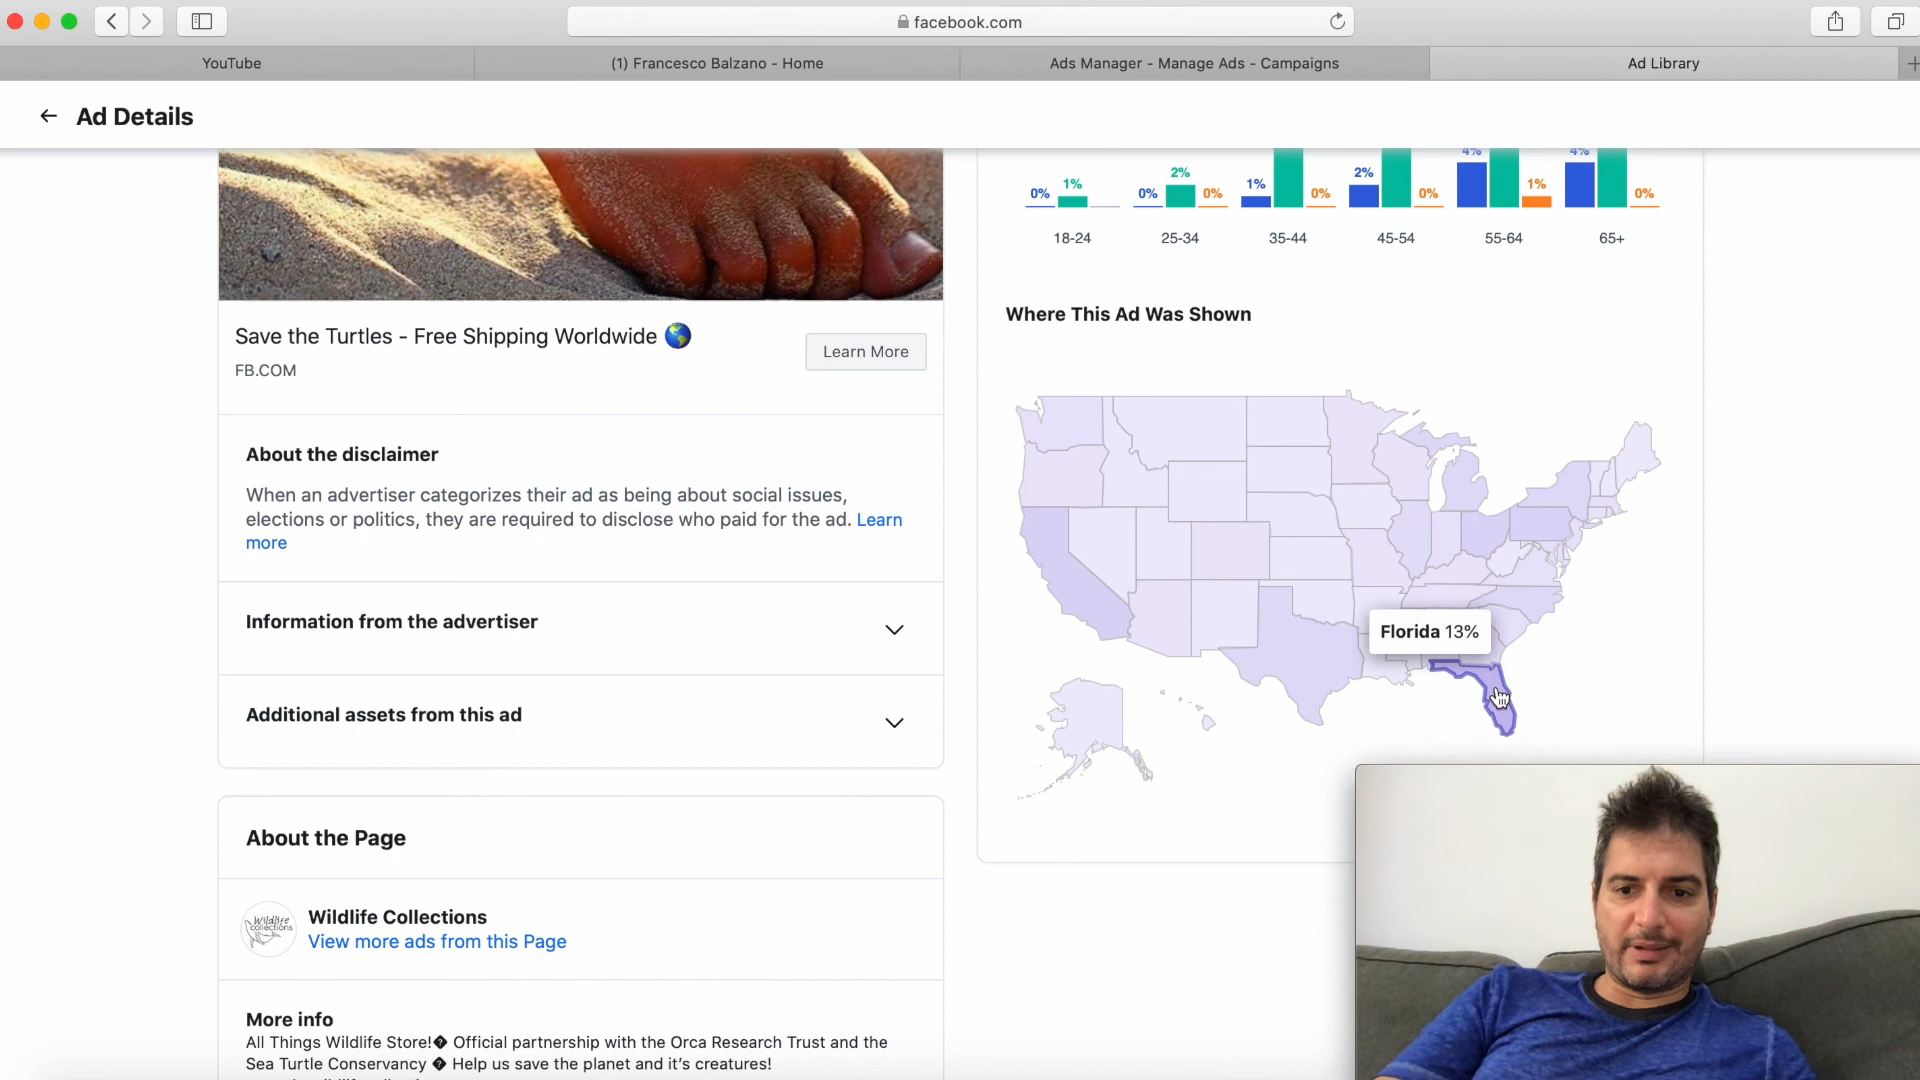 facebook.com
YouTube
(1) Francesco Balzano - Home
Ads Manager - Manage Ads - Campaigns
Ad Library
Ad Details
4% 4%
0% 1% 0% 2% 0% 1% 0% 2% 0% 1% 0%
18-24 25-34 35-44 45-54 55-64 65+
Where This Ad Was Shown
Florida 13%
Save the Turtles - Free Shipping Worldwide 🌎
FB.COM
Learn More
About the disclaimer
When an advertiser categorizes their ad as being about social issues,
elections or politics, they are required to disclose who paid for the ad. Learn
more
Information from the advertiser
Additional assets from this ad
About the Page
Wildlife collections
Wildlife Collections
View more ads from this Page
More info
All Things Wildlife Store!� Official partnership with the Orca Research Trust and the
Sea Turtle Conservancy � Help us save the planet and it's creatures!